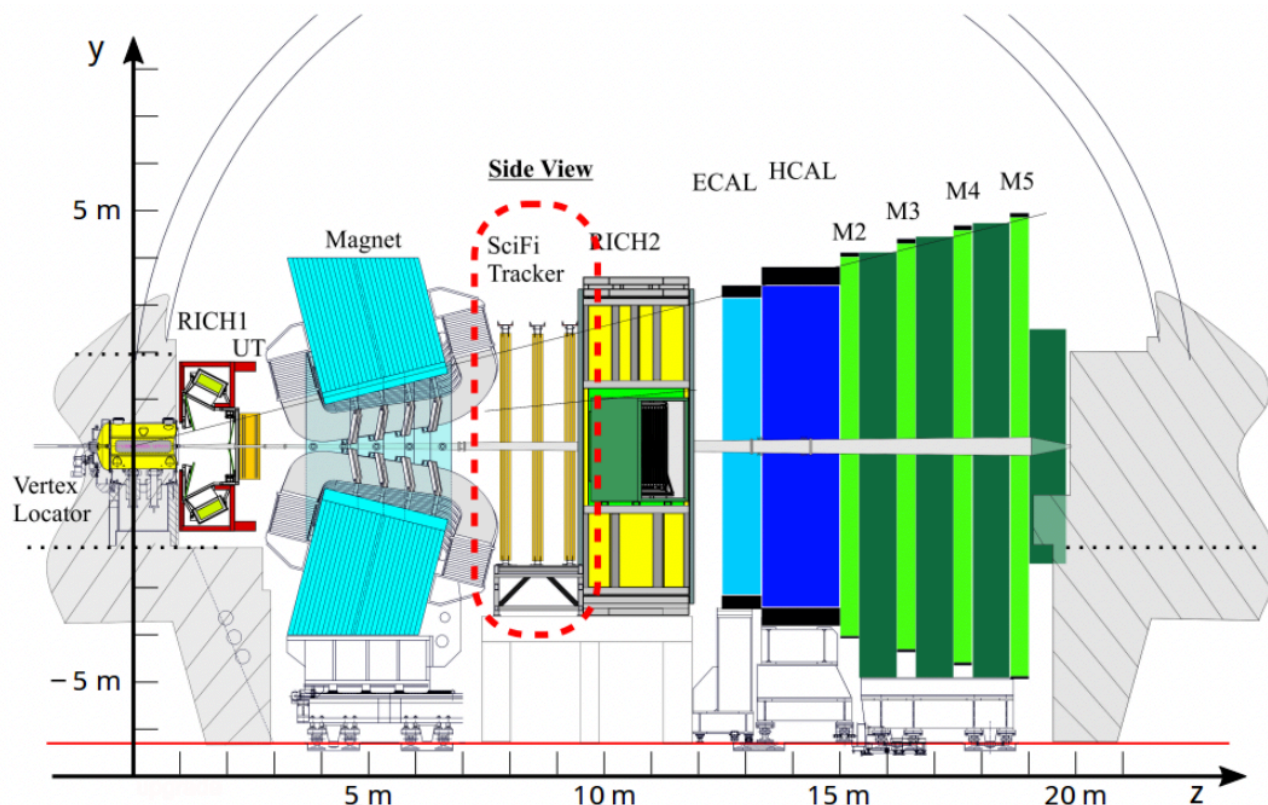 y
Side View
ECAL
HCAL
M5
M4
M3
M2
5 m
Magnet
SciFi
Tracker
RICH2
RICH1
UT
Vertex
Locator
– 5 m
5 m
10 m
15 m
20 m
z